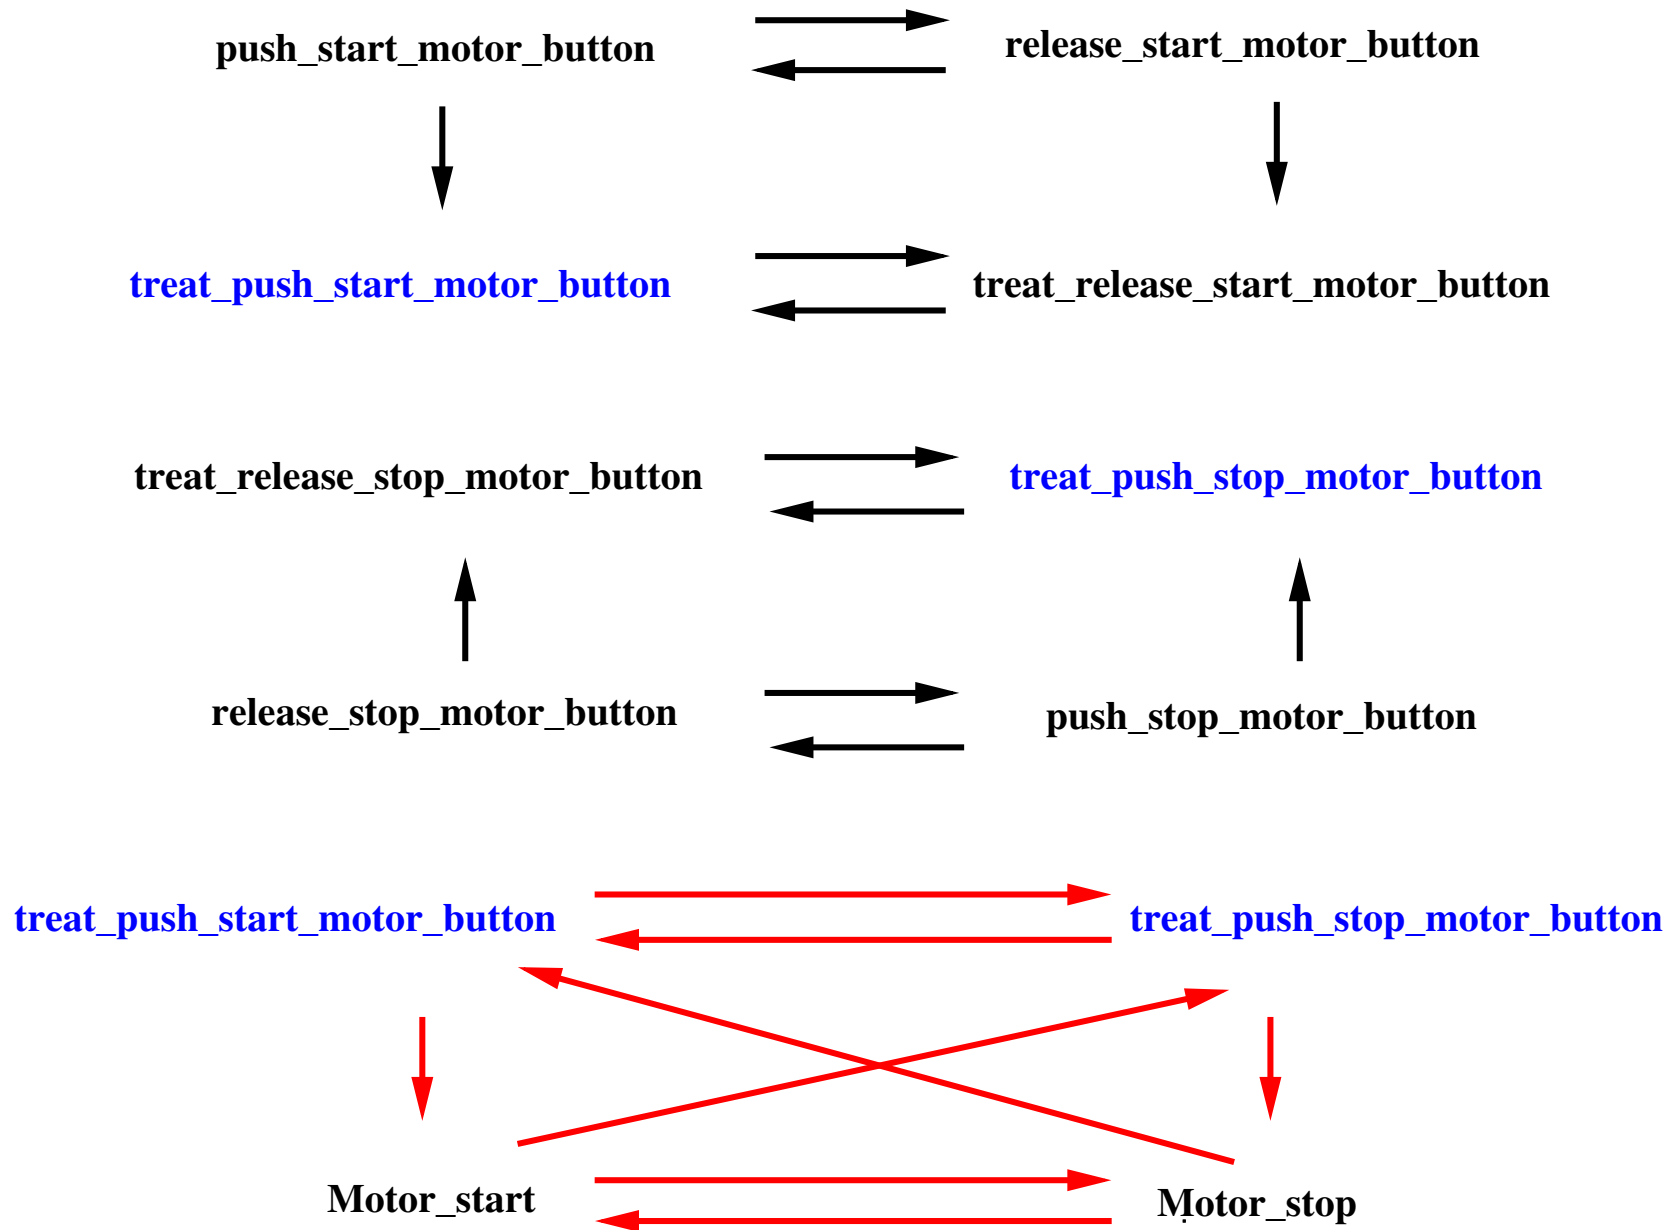 push_start_motor_button release_start_motor_button
treat_push_start_motor_button treat_release_start_motor_button
treat_release_stop_motor_button treat_push_stop_motor_button
release_stop_motor_button push_stop_motor_button
treat_push_start_motor_button treat_push_stop_motor_button
Motor_start Motor_stop